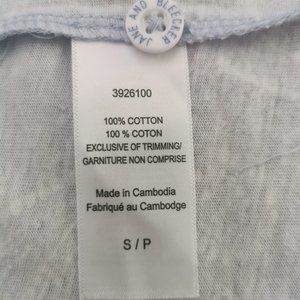 JANE AND BLEECKER
3926100
100% COTTON
100 % COTON
EXCLUSIVE OF TRIMMING/
GARNITURE NON COMPRISE
Made in Cambodia
Fabriqué au Cambodge
S / P